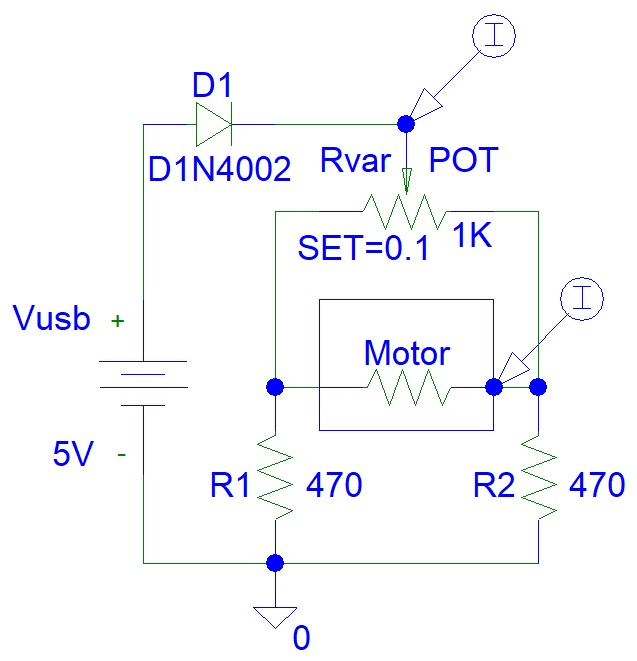 I
D1
D1N4002
Rvar POT
SET=0.1 1K
I
Vusb +
Motor
5V -
R1 470
R2 470
0